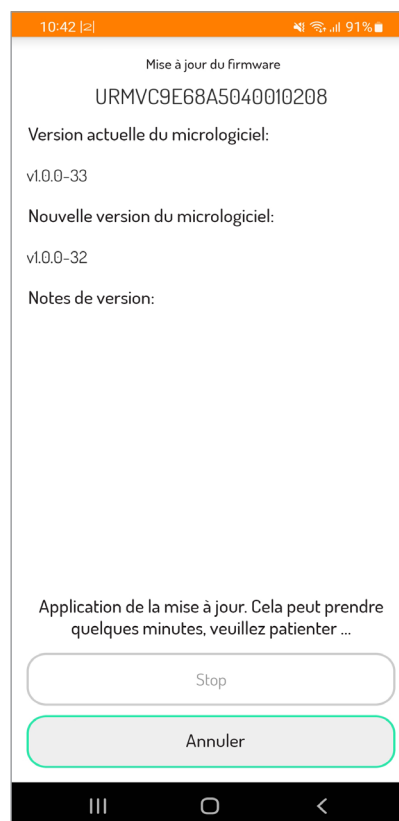 10:42 |2| 91%
Mise à jour du firmware
URMVC9E68A5040010208
Version actuelle du micrologiciel:
v1.0.0-33
Nouvelle version du micrologiciel:
v1.0.0-32
Notes de version:
Application de la mise à jour. Cela peut prendre
quelques minutes, veuillez patienter ...
Stop
Annuler